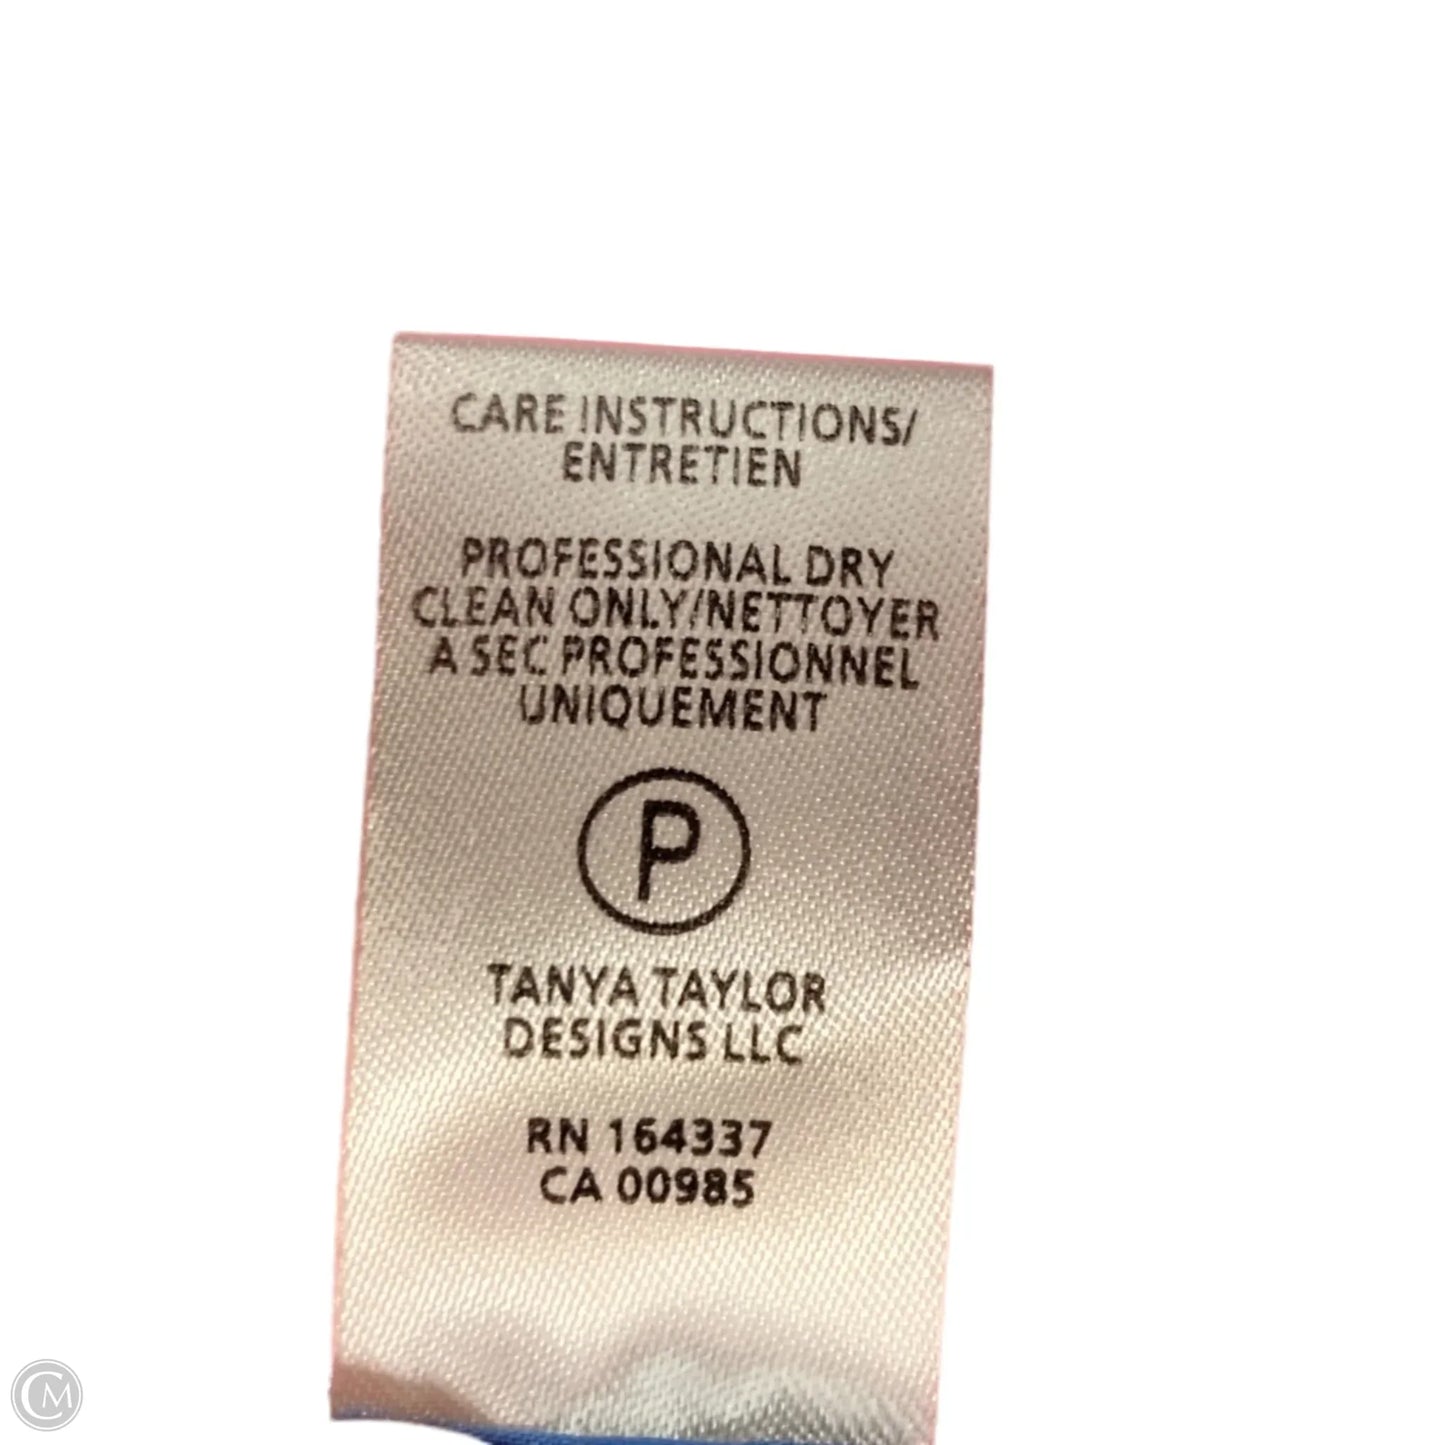 CARE INSTRUCTIONS/
ENTRETIEN
PROFESSIONAL DRY
CLEAN ONLY/NETTOYER
A SEC PROFESSIONNEL
UNIQUEMENT
P
TANYA TAYLOR
DESIGNS LLC
RN 164337
CA 00985
CM